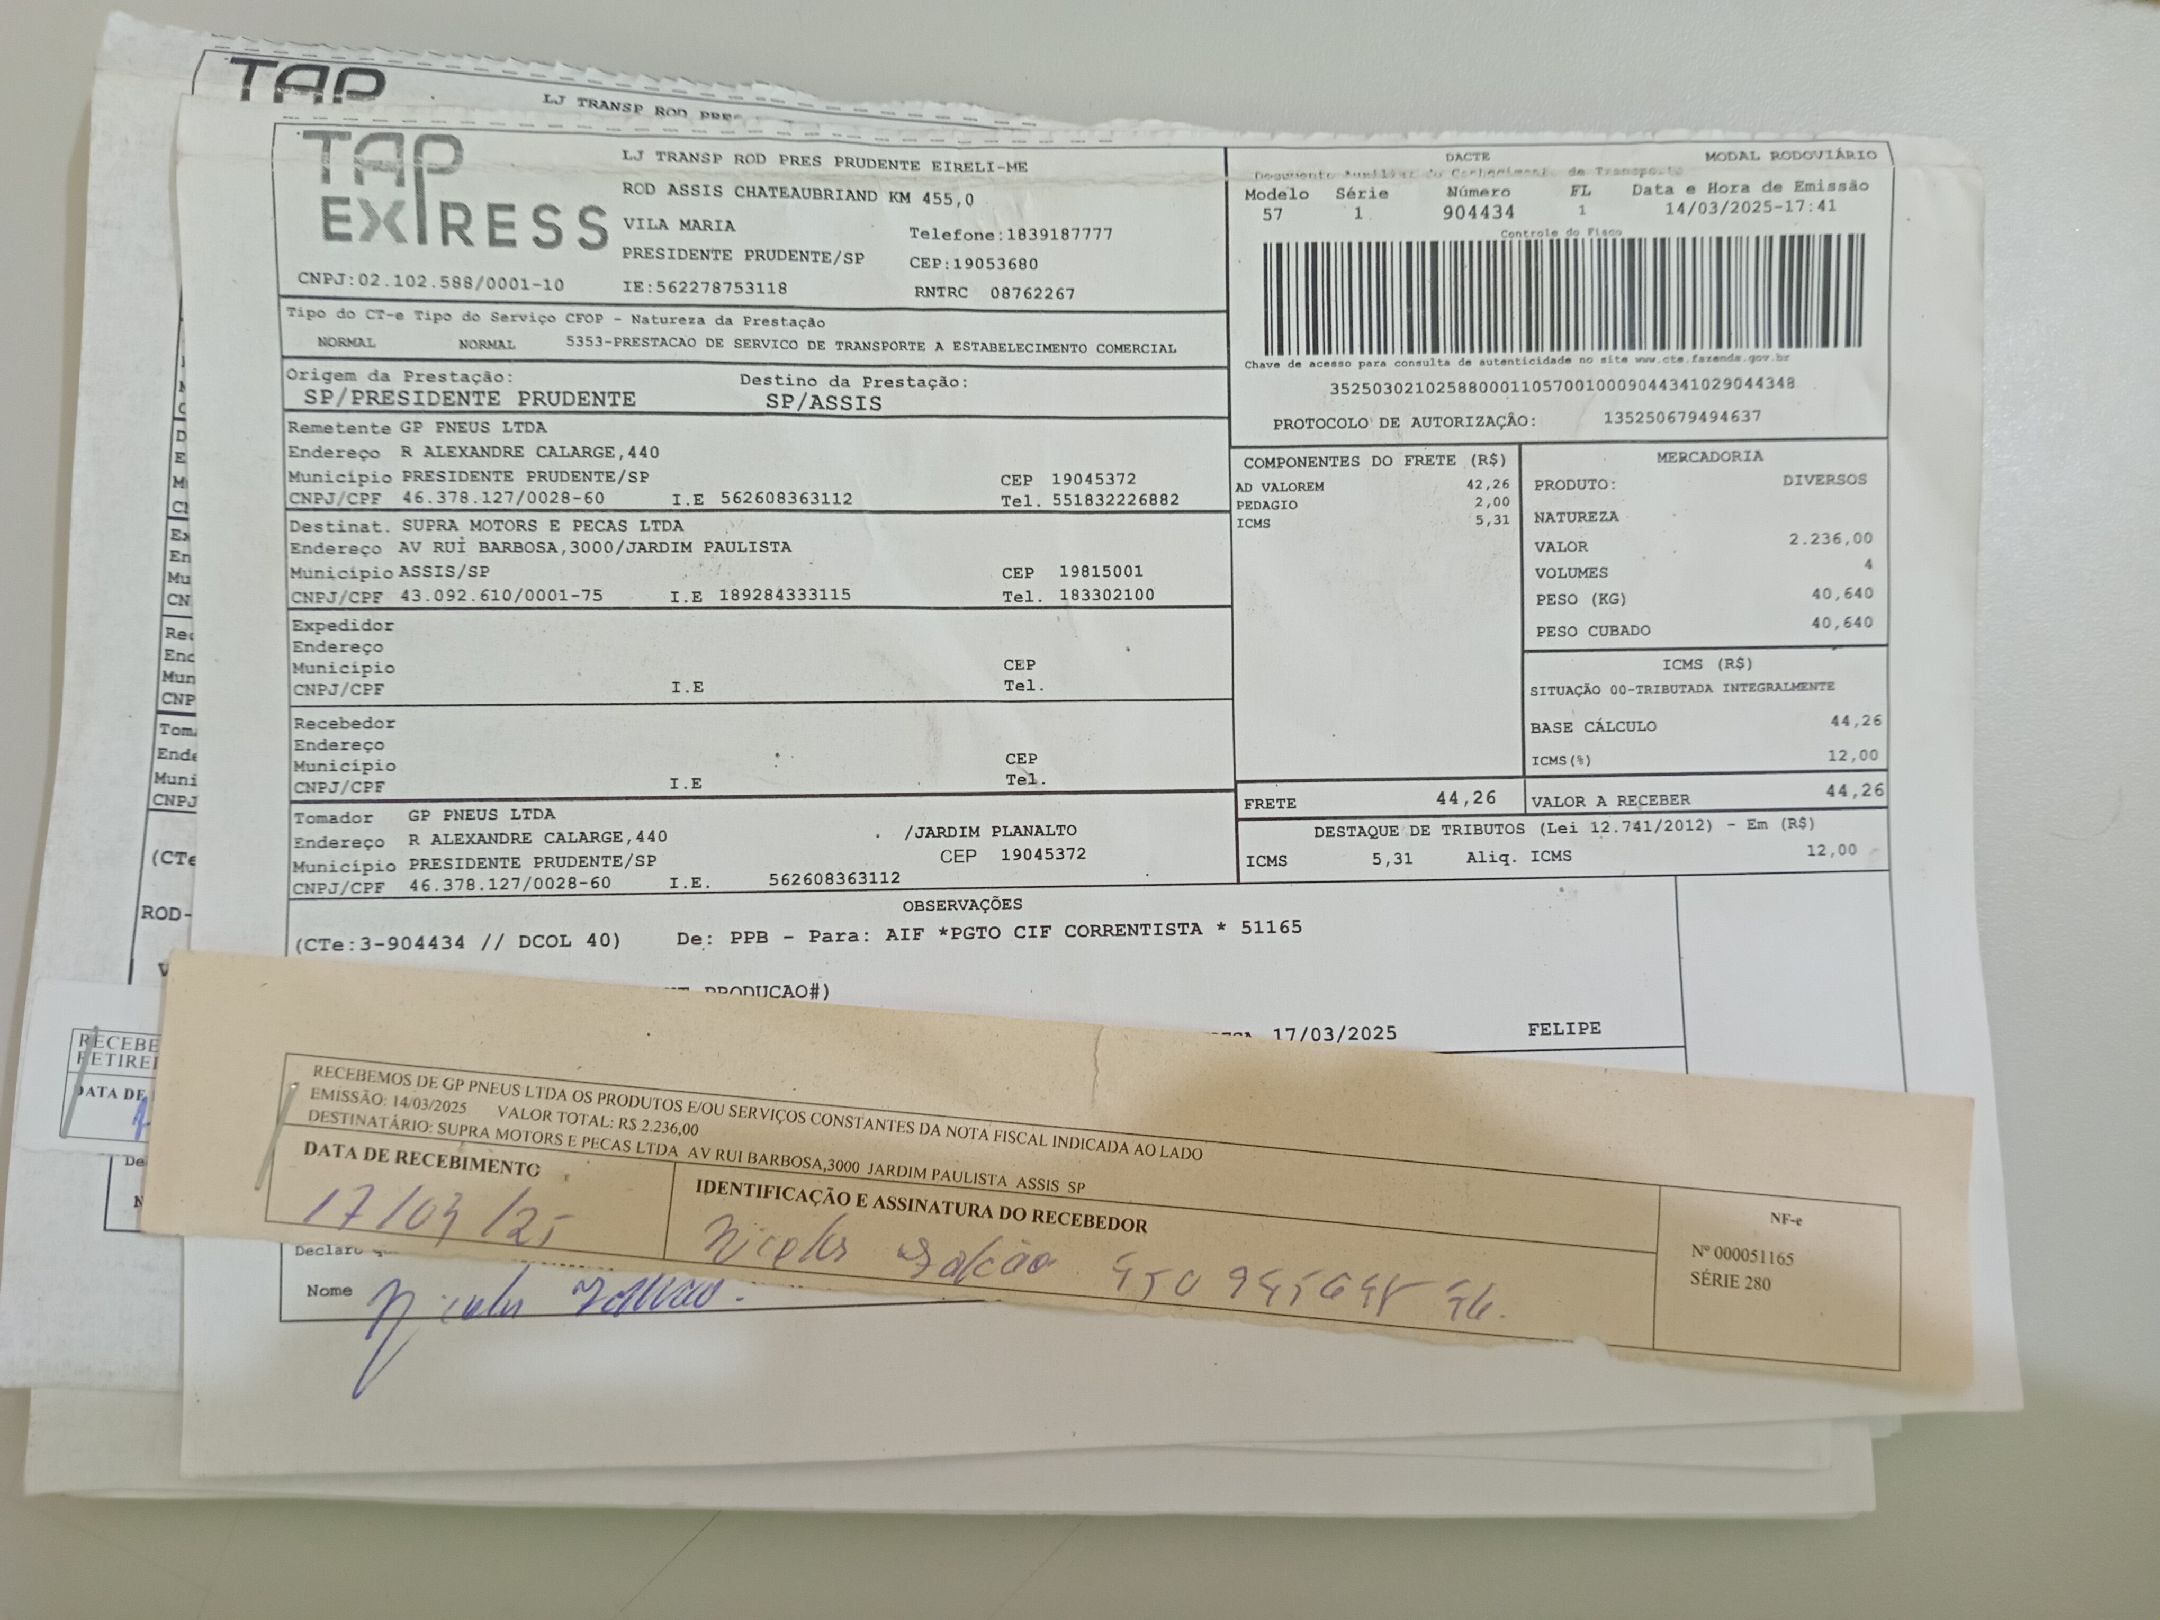 TAP
LJ TRANSP ROD PRES
TAP EXPRESS
LJ TRANSP ROD PRES PRUDENTE EIRELI-ME
ROD ASSIS CHATEAUBRIAND KM 455,0
VILA MARIA
Telefone:1839187777
PRESIDENTE PRUDENTE/SP
CEP:19053680
CNPJ:02.102.588/0001-10
IE:562278753118
RNTRC 08762267
DACTE
MODAL RODOVIÁRIO
Documento Auxiliar do Conhecimento de Transporte
Modelo Série Número FL Data e Hora de Emissão
57 1 904434 1 14/03/2025-17:41
Controle do Fisco
Chave de acesso para consulta de autenticidade no site www.cte.fazenda.gov.br
35250302102588000110570010009044341029044348
PROTOCOLO DE AUTORIZAÇÃO: 135250679494637
Tipo do CT-e Tipo do Serviço CFOP - Natureza da Prestação
NORMAL NORMAL 5353-PRESTACAO DE SERVICO DE TRANSPORTE A ESTABELECIMENTO COMERCIAL
Origem da Prestação: Destino da Prestação:
SP/PRESIDENTE PRUDENTE SP/ASSIS
Remetente GP PNEUS LTDA
Endereço R ALEXANDRE CALARGE,440
Município PRESIDENTE PRUDENTE/SP CEP 19045372
CNPJ/CPF 46.378.127/0028-60 I.E 562608363112 Tel. 551832226882
Destinat. SUPRA MOTORS E PECAS LTDA
Endereço AV RUI BARBOSA,3000/JARDIM PAULISTA
Município ASSIS/SP CEP 19815001
CNPJ/CPF 43.092.610/0001-75 I.E 189284333115 Tel. 183302100
Expedidor
Endereço
Município CEP
CNPJ/CPF I.E Tel.
Recebedor
Endereço
Município CEP
CNPJ/CPF I.E Tel.
Tomador GP PNEUS LTDA
Endereço R ALEXANDRE CALARGE,440 /JARDIM PLANALTO
Município PRESIDENTE PRUDENTE/SP CEP 19045372
CNPJ/CPF 46.378.127/0028-60 I.E. 562608363112
COMPONENTES DO FRETE (R$)
AD VALOREM 42,26
PEDAGIO 2,00
ICMS 5,31
MERCADORIA
PRODUTO: DIVERSOS
NATUREZA
VALOR 2.236,00
VOLUMES 4
PESO (KG) 40,640
PESO CUBADO 40,640
ICMS (R$)
SITUAÇÃO 00-TRIBUTADA INTEGRALMENTE
BASE CÁLCULO 44,26
ICMS(%) 12,00
FRETE 44,26
VALOR A RECEBER 44,26
DESTAQUE DE TRIBUTOS (Lei 12.741/2012) - Em (R$)
ICMS 5,31 Aliq. ICMS 12,00
OBSERVAÇÕES
(CTe:3-904434 // DCOL 40) De: PPB - Para: AIF *PGTO CIF CORRENTISTA * 51165
PRODUCAO#)
17/03/2025 FELIPE
RECEBEMOS DE GP PNEUS LTDA OS PRODUTOS E/OU SERVIÇOS CONSTANTES DA NOTA FISCAL INDICADA AO LADO
EMISSÃO: 14/03/2025 VALOR TOTAL: R$ 2.236,00
DESTINATÁRIO: SUPRA MOTORS E PECAS LTDA AV RUI BARBOSA,3000 JARDIM PAULISTA ASSIS SP
DATA DE RECEBIMENTO
17/03/25
IDENTIFICAÇÃO E ASSINATURA DO RECEBEDOR
NF-e
Nº 000051165
SÉRIE 280
Nome
RECEBE
RETIRE
DATA DE
(CTe
ROD-